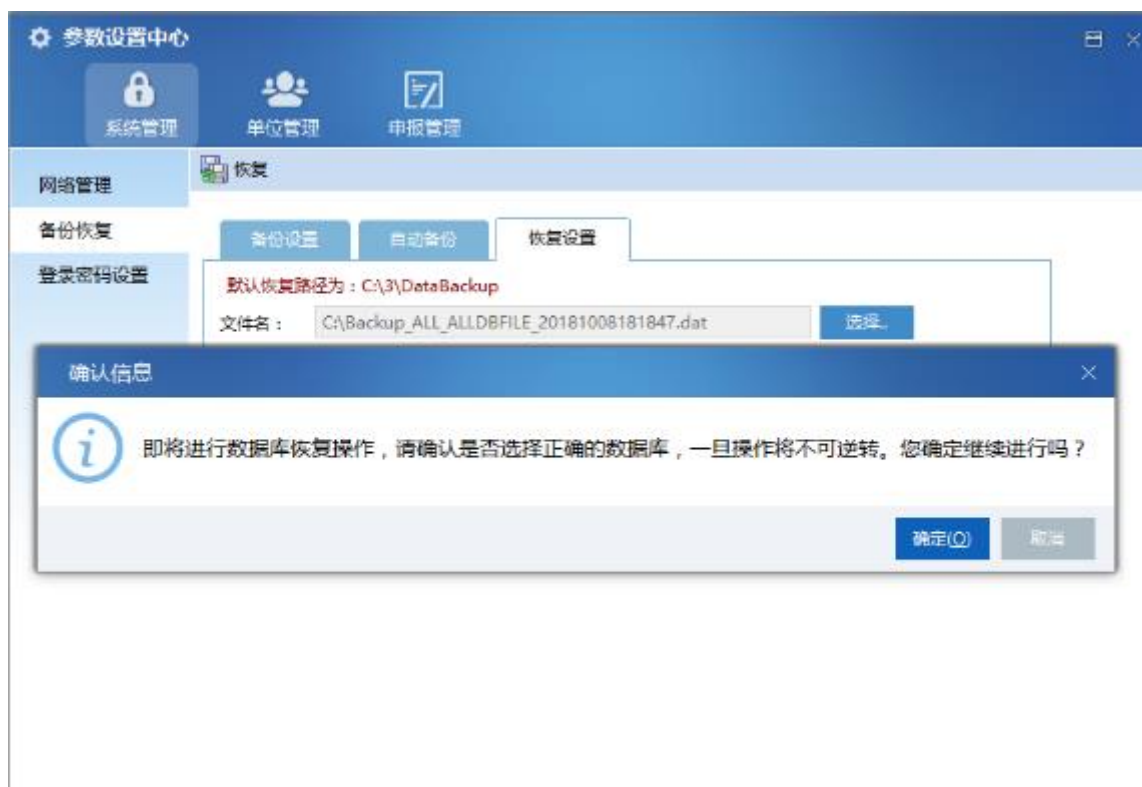 参数设置中心
系统管理
单位管理
申报管理
网络管理
备份恢复
登录密码设置
恢复
备份设置
自动备份
恢复设置
默认恢复路径为：C:\3\DataBackup
文件名： C:\Backup_ALL_ALLDBFILE_20181008181847.dat 选择..
确认信息
即将进行数据库恢复操作，请确认是否选择正确的数据库，一旦操作将不可逆转。您确定继续进行吗？
确定(O) 取消